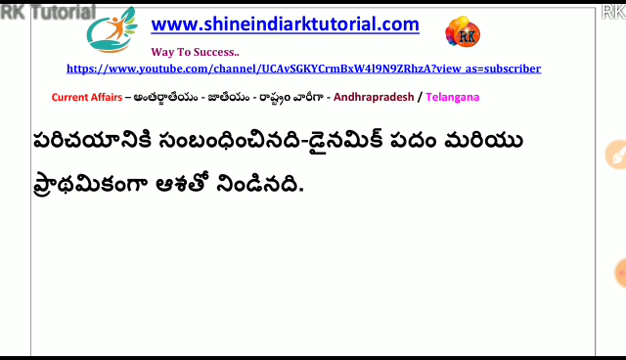 RK Tutorial
RK
www.shineindiarktutorial.com
RK
Way To Success..
https://www.youtube.com/channel/UCAvSGKYCrmBxW4l9N9ZRhzA?view_as=subscriber
Current Affairs – అంతర్జాతీయం - జాతీయం - రాష్ట్రం వారీగా - Andhrapradesh / Telangana
పరిచయానికి సంబంధించినది-డైనమిక్ పదం మరియు
ప్రాథమికంగా ఆశతో నిండినది.